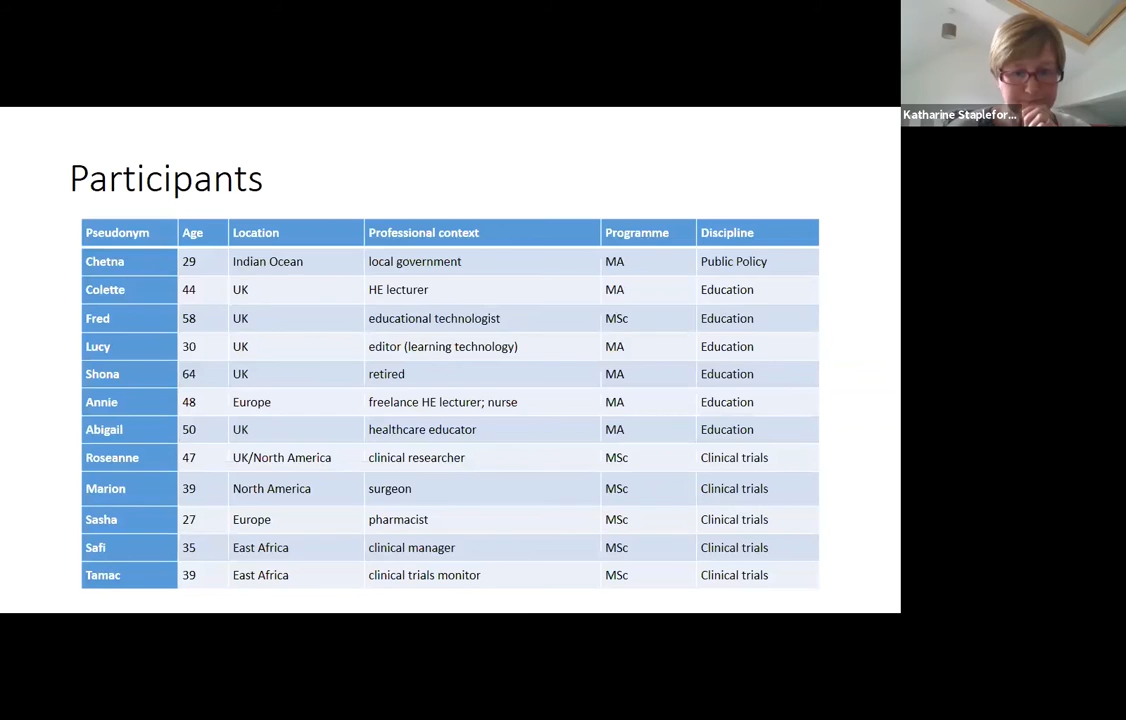 Katharine Staplefor...
Participants
Pseudonym Age Location Professional context Programme Discipline
Chetna 29 Indian Ocean local government MA Public Policy
Colette 44 UK HE lecturer MA Education
Fred 58 UK educational technologist MSc Education
Lucy 30 UK editor (learning technology) MA Education
Shona 64 UK retired MA Education
Annie 48 Europe freelance HE lecturer; nurse MA Education
Abigail 50 UK healthcare educator MA Education
Roseanne 47 UK/North America clinical researcher MSc Clinical trials
Marion 39 North America surgeon MSc Clinical trials
Sasha 27 Europe pharmacist MSc Clinical trials
Safi 35 East Africa clinical manager MSc Clinical trials
Tamac 39 East Africa clinical trials monitor MSc Clinical trials